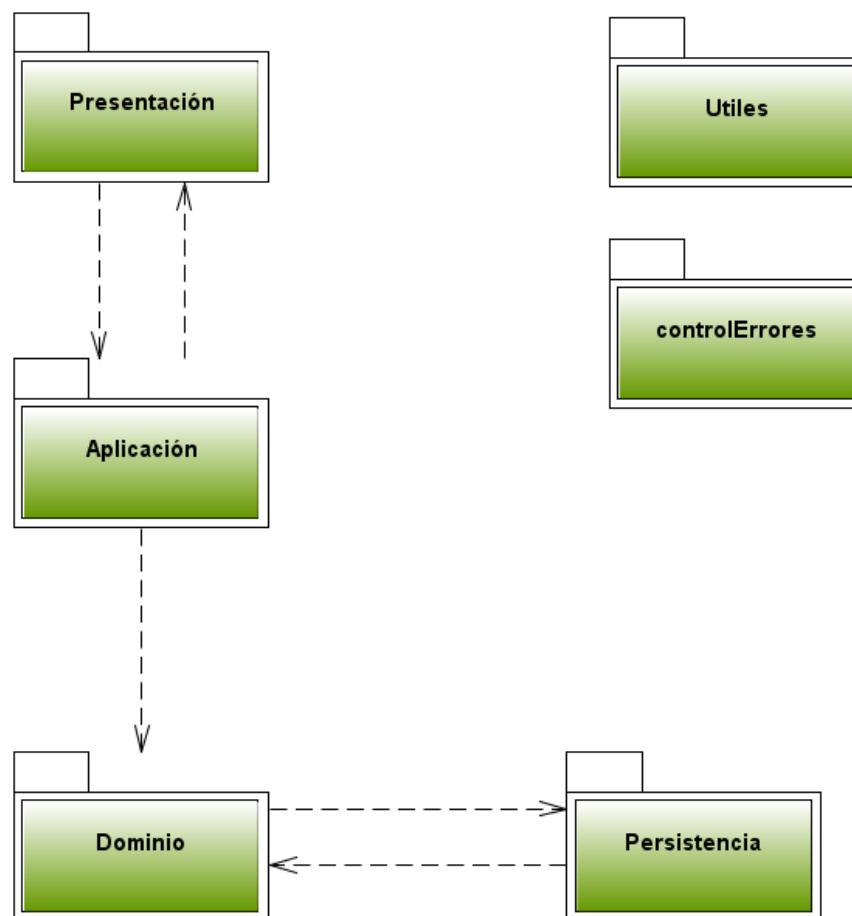 Presentación
Utiles
controlErrores
Aplicación
Dominio
Persistencia